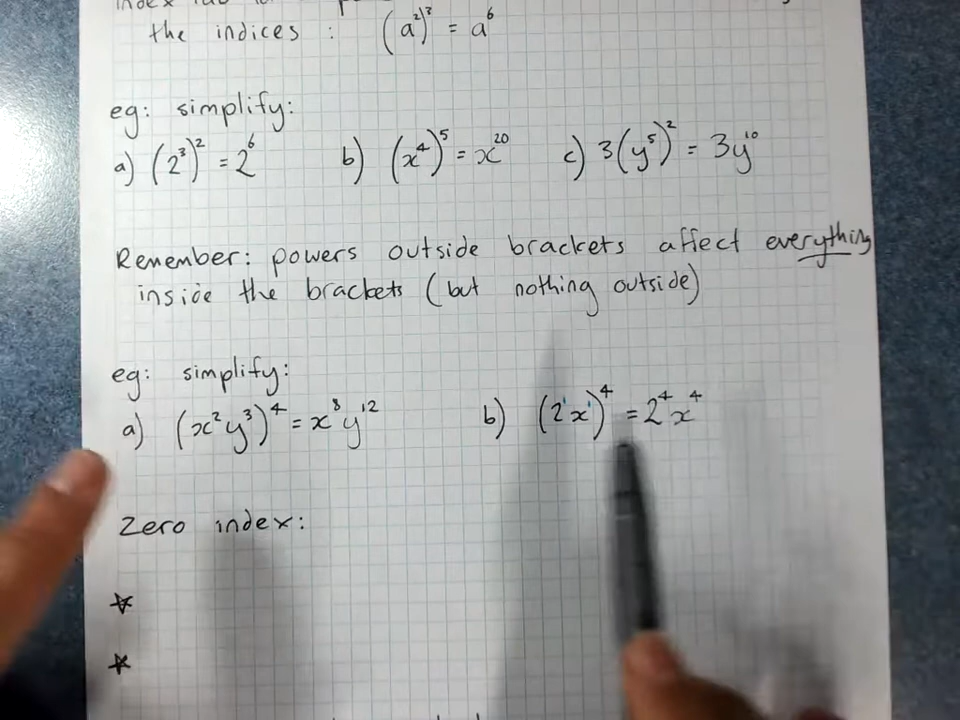 the indices : (a²)³ = a⁶
eg: simplify:
a) (2³)² = 2⁶ b) (x⁴)⁵ = x²⁰ c) 3(y⁵)² = 3y¹⁰
Remember: powers outside brackets affect everything
inside the brackets (but nothing outside)
eg: simplify:
a) (x²y³)⁴ = x⁸y¹² b) (2¹x¹)⁴ = 2⁴x⁴
Zero index: